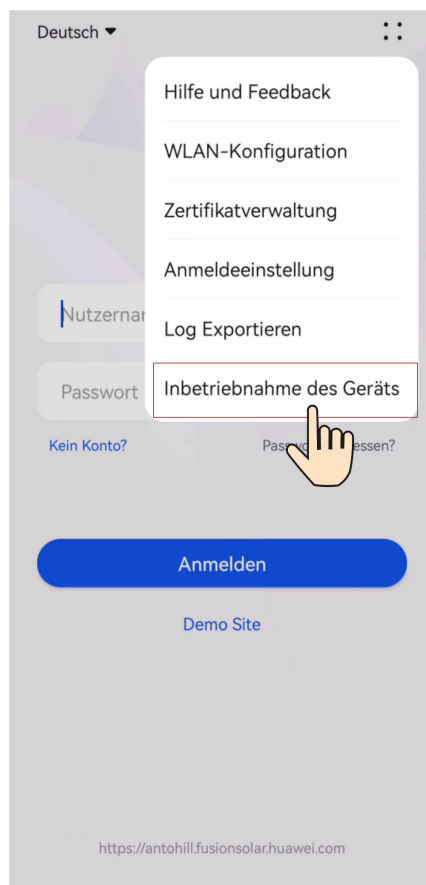 Deutsch
Hilfe und Feedback
WLAN-Konfiguration
Zertifikatverwaltung
Anmeldeeinstellung
Log Exportieren
Inbetriebnahme des Geräts
Passwort
Kein Konto?
Anmelden
Demo Site
https://antohill.fusionsolar.huawei.com